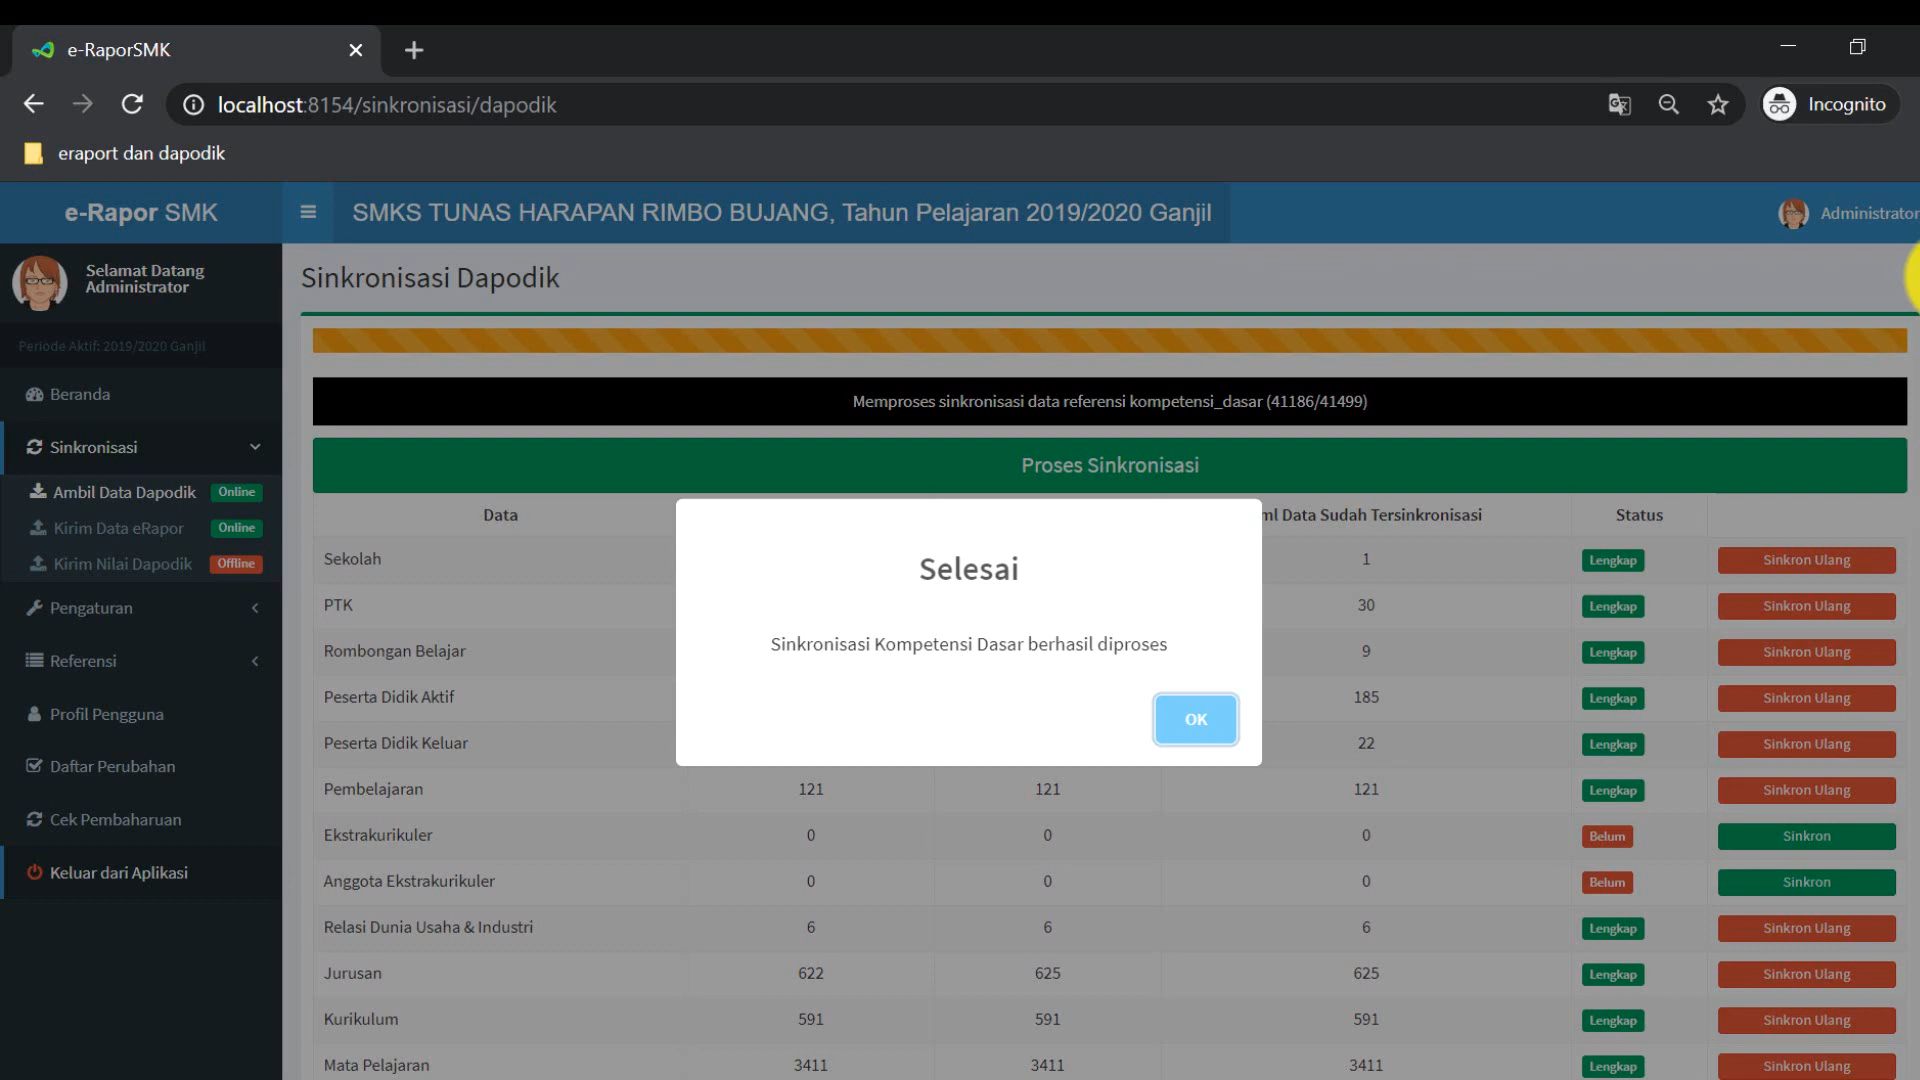 e-RaporSMK
localhost:8154/sinkronisasi/dapodik
Incognito
eraport dan dapodik
e-Rapor SMK
SMKS TUNAS HARAPAN RIMBO BUJANG, Tahun Pelajaran 2019/2020 Ganjil
Administrator
Selamat Datang
Administrator
Periode Aktif: 2019/2020 Ganjil
Beranda
Sinkronisasi
Ambil Data Dapodik Online
Kirim Data eRapor Online
Kirim Nilai Dapodik Offline
Pengaturan
Referensi
Profil Pengguna
Daftar Perubahan
Cek Pembaharuan
Keluar dari Aplikasi
Sinkronisasi Dapodik
Memproses sinkronisasi data referensi kompetensi_dasar (41186/41499)
Proses Sinkronisasi
Data ml Data Sudah Tersinkronisasi Status
Sekolah 1 Lengkap Sinkron Ulang
PTK 30 Lengkap Sinkron Ulang
Rombongan Belajar 9 Lengkap Sinkron Ulang
Peserta Didik Aktif 185 Lengkap Sinkron Ulang
Peserta Didik Keluar 22 Lengkap Sinkron Ulang
Pembelajaran 121 121 121 Lengkap Sinkron Ulang
Ekstrakurikuler 0 0 0 Belum Sinkron
Anggota Ekstrakurikuler 0 0 0 Belum Sinkron
Relasi Dunia Usaha & Industri 6 6 6 Lengkap Sinkron Ulang
Jurusan 622 625 625 Lengkap Sinkron Ulang
Kurikulum 591 591 591 Lengkap Sinkron Ulang
Mata Pelajaran 3411 3411 3411 Lengkap Sinkron Ulang
Selesai
Sinkronisasi Kompetensi Dasar berhasil diproses
OK